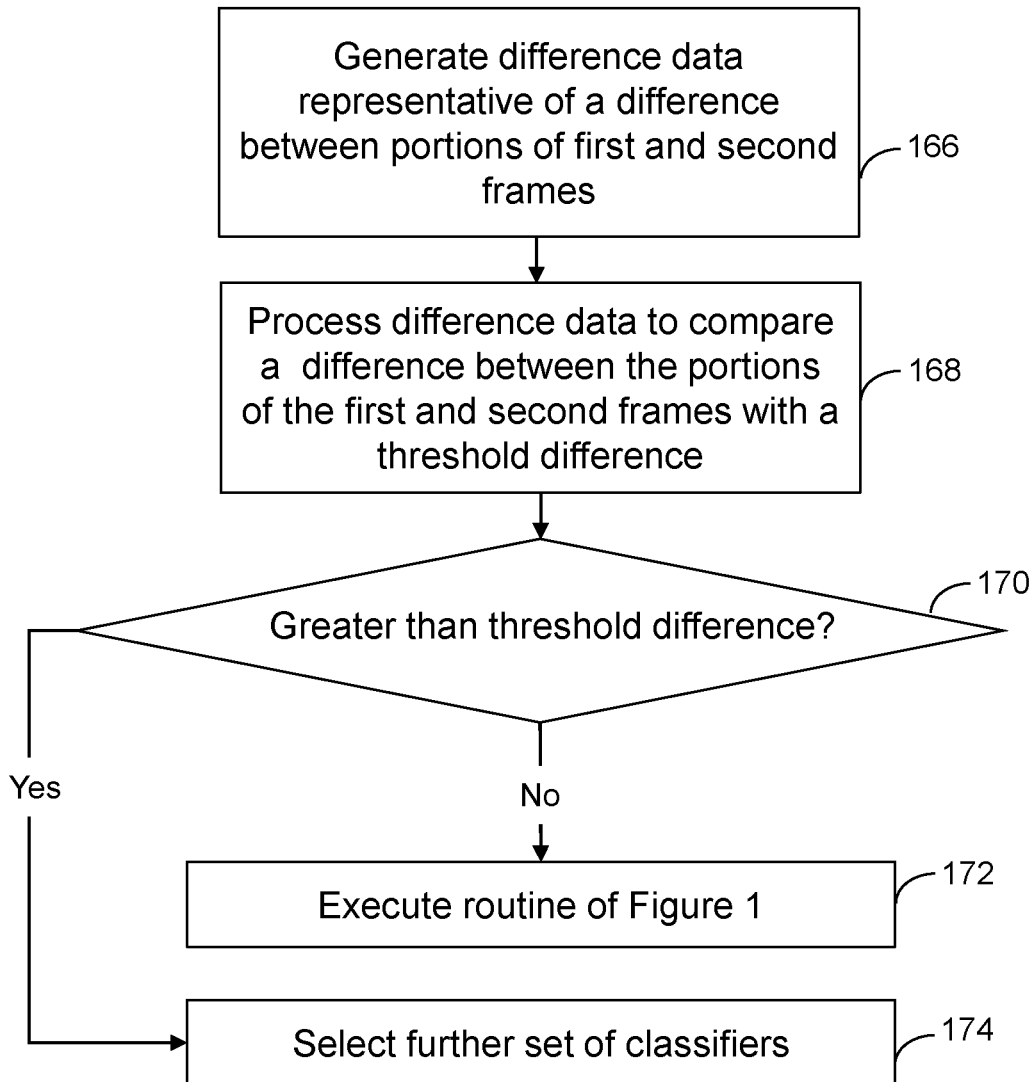 Generate difference data
representative of a difference
between portions of first and second
frames
166
Process difference data to compare
a difference between the portions
of the first and second frames with a
threshold difference
168
Greater than threshold difference?
170
Yes
No
Execute routine of Figure 1
172
Select further set of classifiers
174